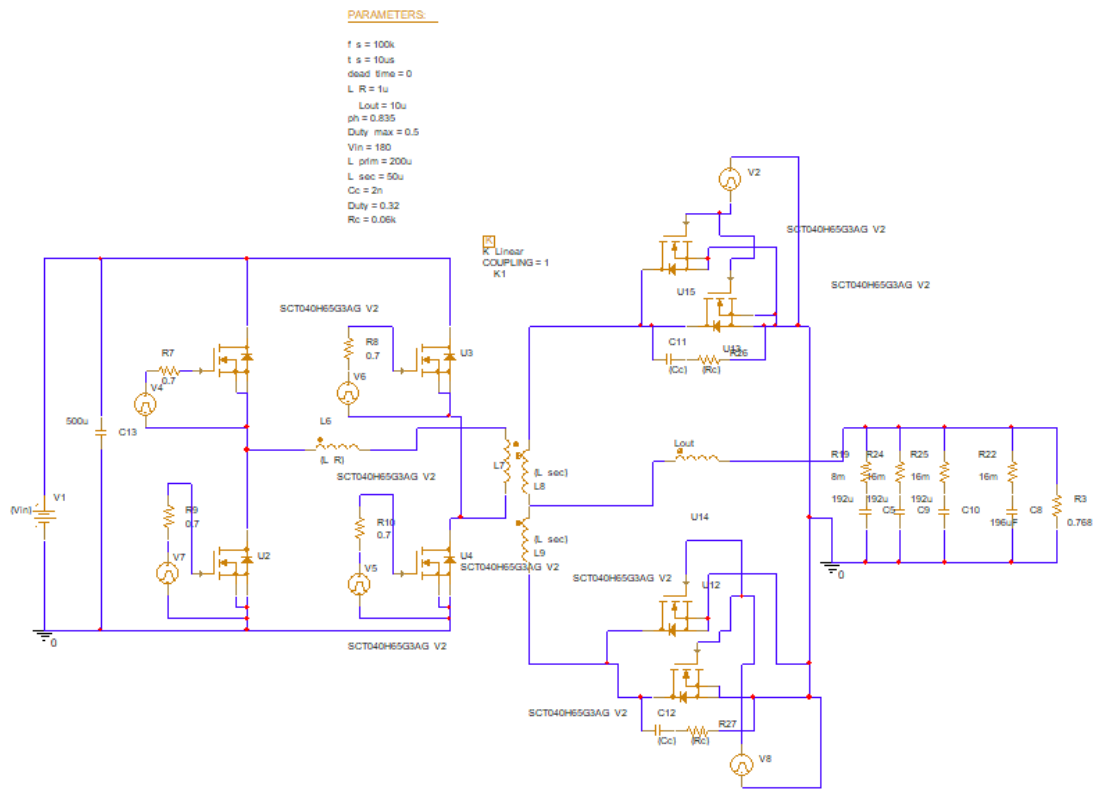 PARAMETERS:
f s = 100k
t s = 10us
dead time = 0
L R = 1u
Lout = 10u
ph = 0.835
Duty max = 0.5
Vin = 180
L prim = 200u
L sec = 50u
Cc = 2n
Duty = 0.32
Rc = 0.06k
V2
SCT040H65G3AG V2
K
K Linear
COUPLING = 1
K1
SCT040H65G3AG V2
U15
SCT040H65G3AG V2
R7
0.7
V4
R8
0.7
V6
U3
C11
(Cc)
U13
R26
(Rc)
500u
C13
L6
(L R)
L7
(L sec)
L8
Lout
SCT040H65G3AG V2
R19
8m
R24
16m
R25
16m
R22
16m
V1
(Vin)
R9
0.7
R10
0.7
192u
192u
C5
192u
C9
C10
196uF
C8
R3
0.768
U14
(L sec)
L9
V7
U2
V5
U4
SCT040H65G3AG V2
SCT040H65G3AG V2
U12
0
0
SCT040H65G3AG V2
SCT040H65G3AG V2
C12
(Cc)
(Rc)
R27
V8